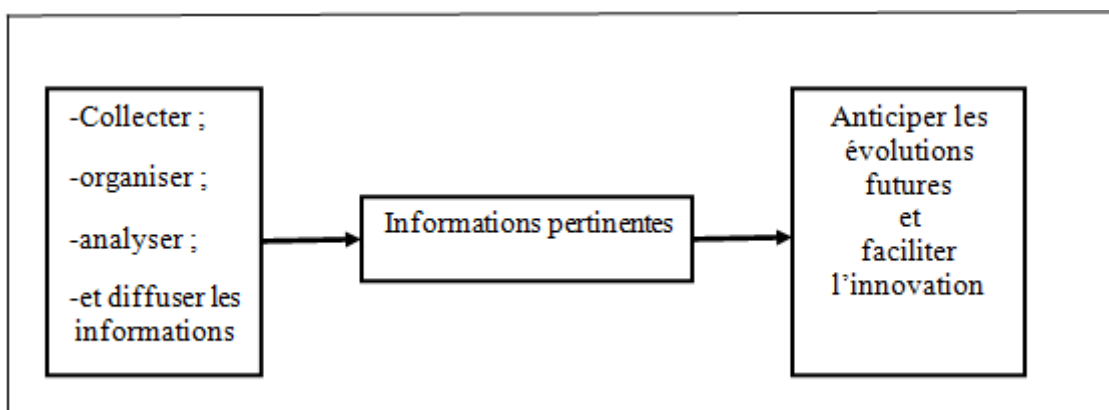 -Collecter ;
-organiser ;
-analyser ;
-et diffuser les
informations
Informations pertinentes
Anticiper les
évolutions
futures
et
faciliter
l’innovation